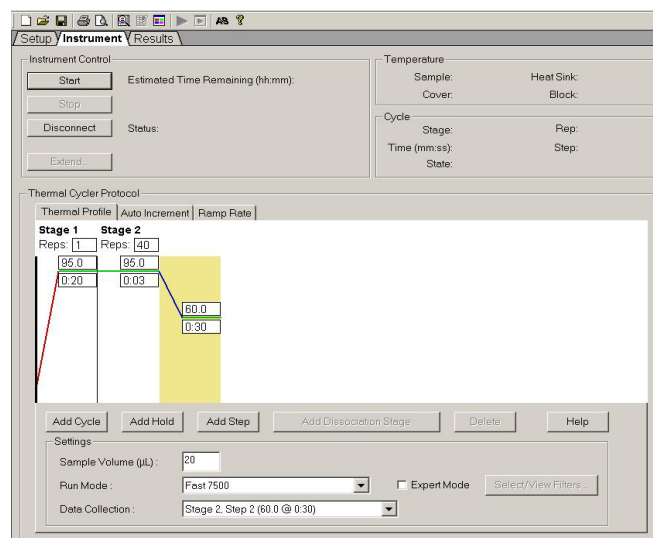 Setup Instrument Results
Instrument Control
Start Estimated Time Remaining (hh:mm):
Stop
Disconnect Status:
Extend...
Temperature
Sample: Heat Sink:
Cover: Block:
Cycle
Stage: Rep:
Time (mm:ss): Step:
State:
Thermal Cycler Protocol
Thermal Profile Auto Increment Ramp Rate
Stage 1 Stage 2
Reps: 1 Reps: 40
95.0 95.0
0:20 0:03
60.0
0:30
Add Cycle Add Hold Add Step Add Dissociation Stage Delete Help
Settings
Sample Volume (µL) : 20
Run Mode : Fast 7500 Expert Mode Select/View Filters...
Data Collection : Stage 2, Step 2 (60.0 @ 0:30)